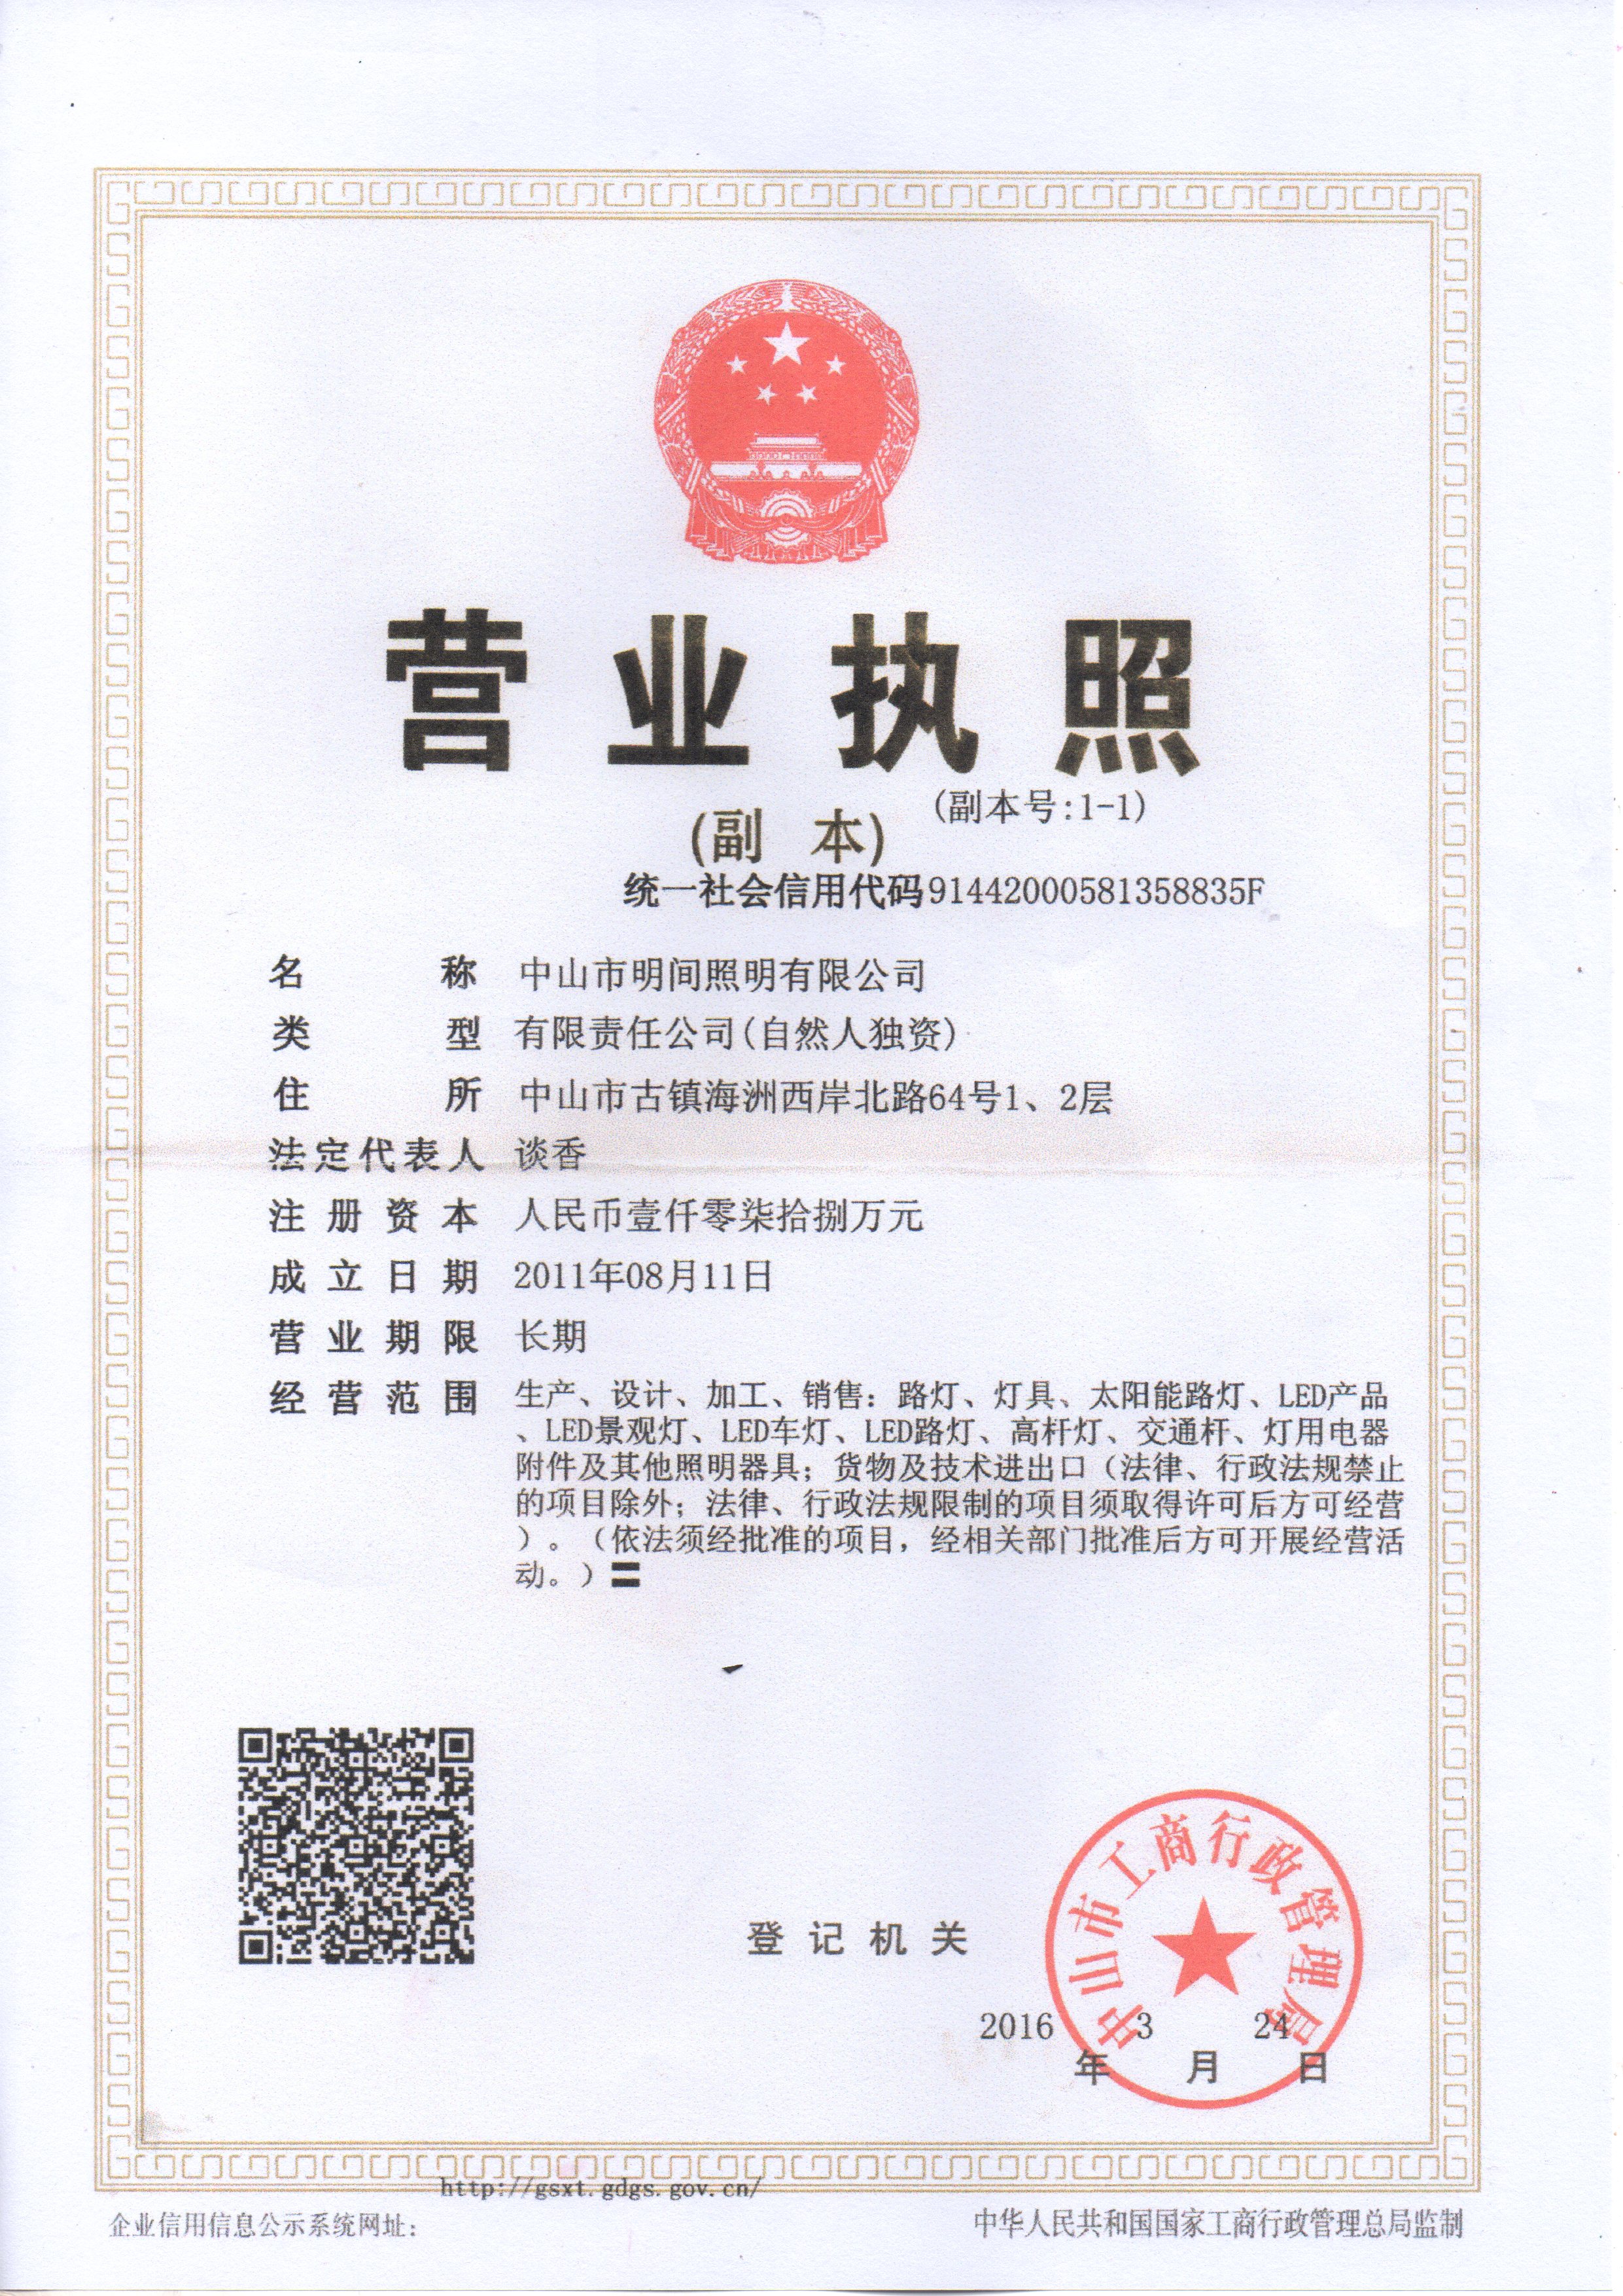 营业执照
(副 本)
(副本号:1-1)
统一社会信用代码91442000581358835F
名 称 中山市明间照明有限公司
类 型 有限责任公司(自然人独资)
住 所 中山市古镇海洲西岸北路64号1、2层
法定代表人 谈香
注册资本 人民币壹仟零柒拾捌万元
成立日期 2011年08月11日
营业期限 长期
经营范围 生产、设计、加工、销售：路灯、灯具、太阳能路灯、LED产品
、LED景观灯、LED车灯、LED路灯、高杆灯、交通杆、灯用电器
附件及其他照明器具；货物及技术进出口（法律、行政法规禁止
的项目除外；法律、行政法规限制的项目须取得许可后方可经营
）。（依法须经批准的项目，经相关部门批准后方可开展经营活
动。）〓
中山市工商行政管理局
登记机关
2016 3 24
年 月 日
http://gsxt.gdgs.gov.cn/
企业信用信息公示系统网址：
中华人民共和国国家工商行政管理总局监制